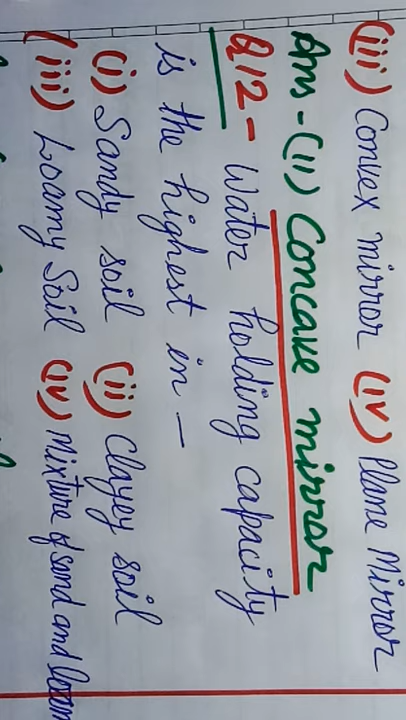 (iii) Convex mirror (iv) Plane Mirror
Ans-(ii) Concave mirror
Q12- Water holding capacity
is the highest in -
(i) Sandy soil (ii) Clayey soil
(iii) Loamy Soil (iv) Mixture of sand and loam